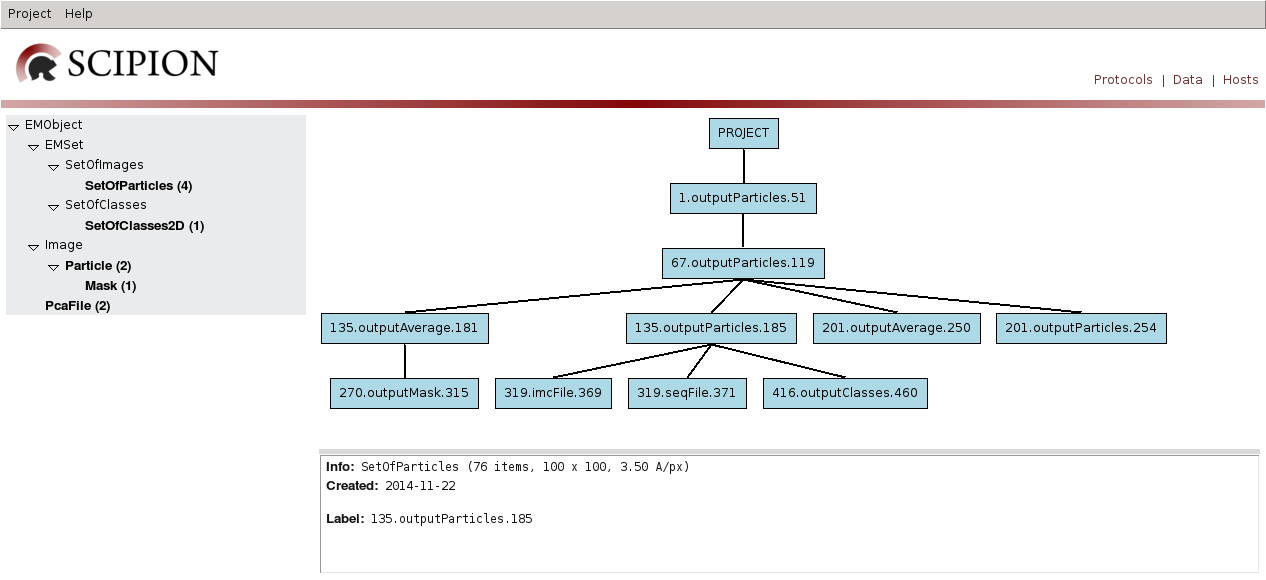 Project Help
SCIPION
Protocols | Data | Hosts
EMObject
EMSet
SetOfImages
SetOfParticles (4)
SetOfClasses
SetOfClasses2D (1)
Image
Particle (2)
Mask (1)
PcaFile (2)
PROJECT
1.outputParticles.51
67.outputParticles.119
135.outputAverage.181 135.outputParticles.185 201.outputAverage.250 201.outputParticles.254
270.outputMask.315 319.imcFile.369 319.seqFile.371 416.outputClasses.460
Info: SetOfParticles (76 items, 100 x 100, 3.50 A/px)
Created: 2014-11-22
Label: 135.outputParticles.185